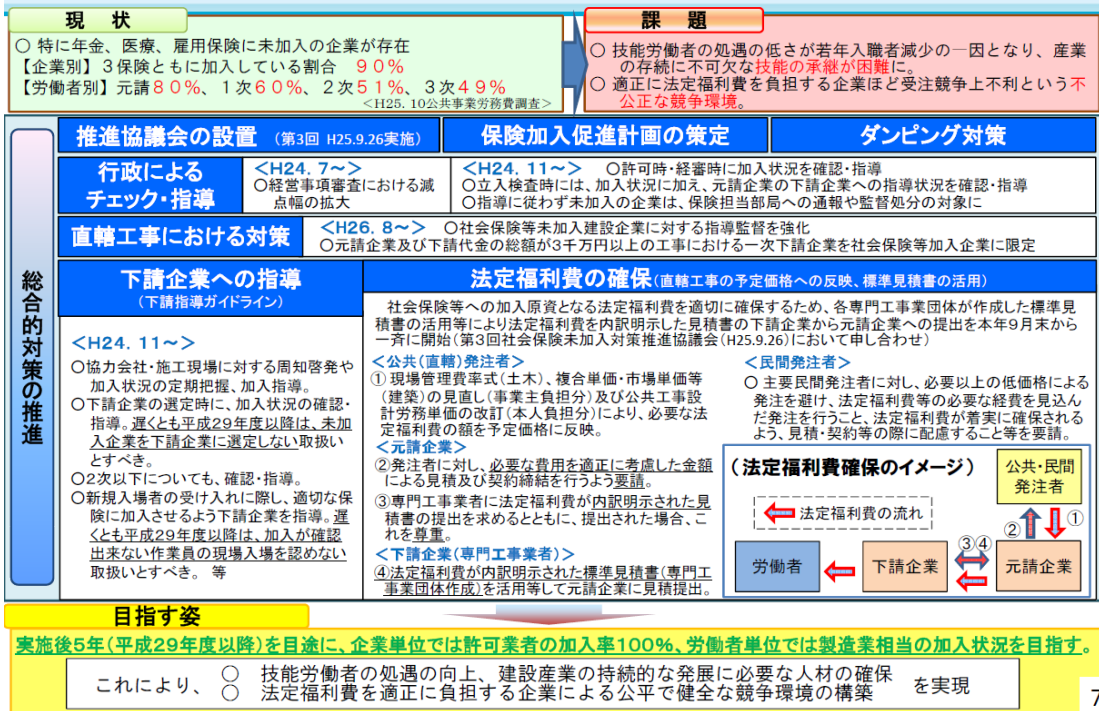 現　状
○ 特に年金、医療、雇用保険に未加入の企業が存在
【企業別】３保険ともに加入している割合　９０％
【労働者別】元請８０％、１次６０％、２次５１％、３次４９％
＜H25.10公共事業労務費調査＞
課　題
○ 技能労働者の処遇の低さが若年入職者減少の一因となり、産業
の存続に不可欠な技能の承継が困難に。
○ 適正に法定福利費を負担する企業ほど受注競争上不利という不
公正な競争環境。
総合的対策の推進
推進協議会の設置（第3回 H25.9.26実施）
保険加入促進計画の策定
ダンピング対策
行政による
チェック・指導
＜H24．7～＞
○経営事項審査における減
点幅の拡大
＜H24．11～＞　○許可時・経審時に加入状況を確認・指導
○立入検査時には、加入状況に加え、元請企業の下請企業への指導状況を確認・指導
○指導に従わず未加入の企業は、保険担当部局への通報や監督処分の対象に
直轄工事における対策
＜H26．8～＞　○社会保険等未加入建設企業に対する指導監督を強化
○元請企業及び下請代金の総額が3千万円以上の工事における一次下請企業を社会保険等加入企業に限定
下請企業への指導
（下請指導ガイドライン）
＜H24．11～＞
○協力会社・施工現場に対する周知啓発や
加入状況の定期把握、加入指導。
○下請企業の選定時に、加入状況の確認・
指導。遅くとも平成29年度以降は、未加
入企業を下請企業に選定しない取扱い
とすべき。
○２次以下についても、確認・指導。
○新規入場者の受け入れに際し、適切な保
険に加入させるよう下請企業を指導。遅
くとも平成29年度以降は、加入が確認
出来ない作業員の現場入場を認めない
取扱いとすべき。　等
法定福利費の確保（直轄工事の予定価格への反映、標準見積書の活用）
社会保険等への加入原資となる法定福利費を適切に確保するため、各専門工事業団体が作成した標準見
積書の活用等により法定福利費を内訳明示した見積書の下請企業から元請企業への提出を本年９月末から
一斉に開始（第３回社会保険未加入対策推進協議会（H25.9.26）において申し合わせ）
＜公共（直轄）発注者＞
① 現場管理費率式（土木）、複合単価・市場単価等
（建築）の見直し（事業主負担分）及び公共工事設
計労務単価の改訂（本人負担分）により、必要な法
定福利費の額を予定価格に反映。
＜元請企業＞
②発注者に対し、必要な費用を適正に考慮した金額
による見積及び契約締結を行うよう要請。
③専門工事業者に法定福利費が内訳明示された見
積書の提出を求めるとともに、提出された場合、こ
れを尊重。
＜下請企業（専門工事業者）＞
④法定福利費が内訳明示された標準見積書（専門工
事業団体作成）を活用等して元請企業に見積提出。
＜民間発注者＞
○ 主要民間発注者に対し、必要以上の低価格による
発注を避け、法定福利費等の必要な経費を見込ん
だ発注を行うこと、法定福利費が着実に確保される
よう、見積・契約等の際に配慮すること等を要請。
（法定福利費確保のイメージ）
公共・民間
発注者
法定福利費の流れ
② ①
③④
労働者
下請企業
元請企業
目指す姿
実施後５年（平成29年度以降）を目途に、企業単位では許可業者の加入率100％、労働者単位では製造業相当の加入状況を目指す。
これにより、
○　技能労働者の処遇の向上、建設産業の持続的な発展に必要な人材の確保
○　法定福利費を適正に負担する企業による公平で健全な競争環境の構築
を実現
7